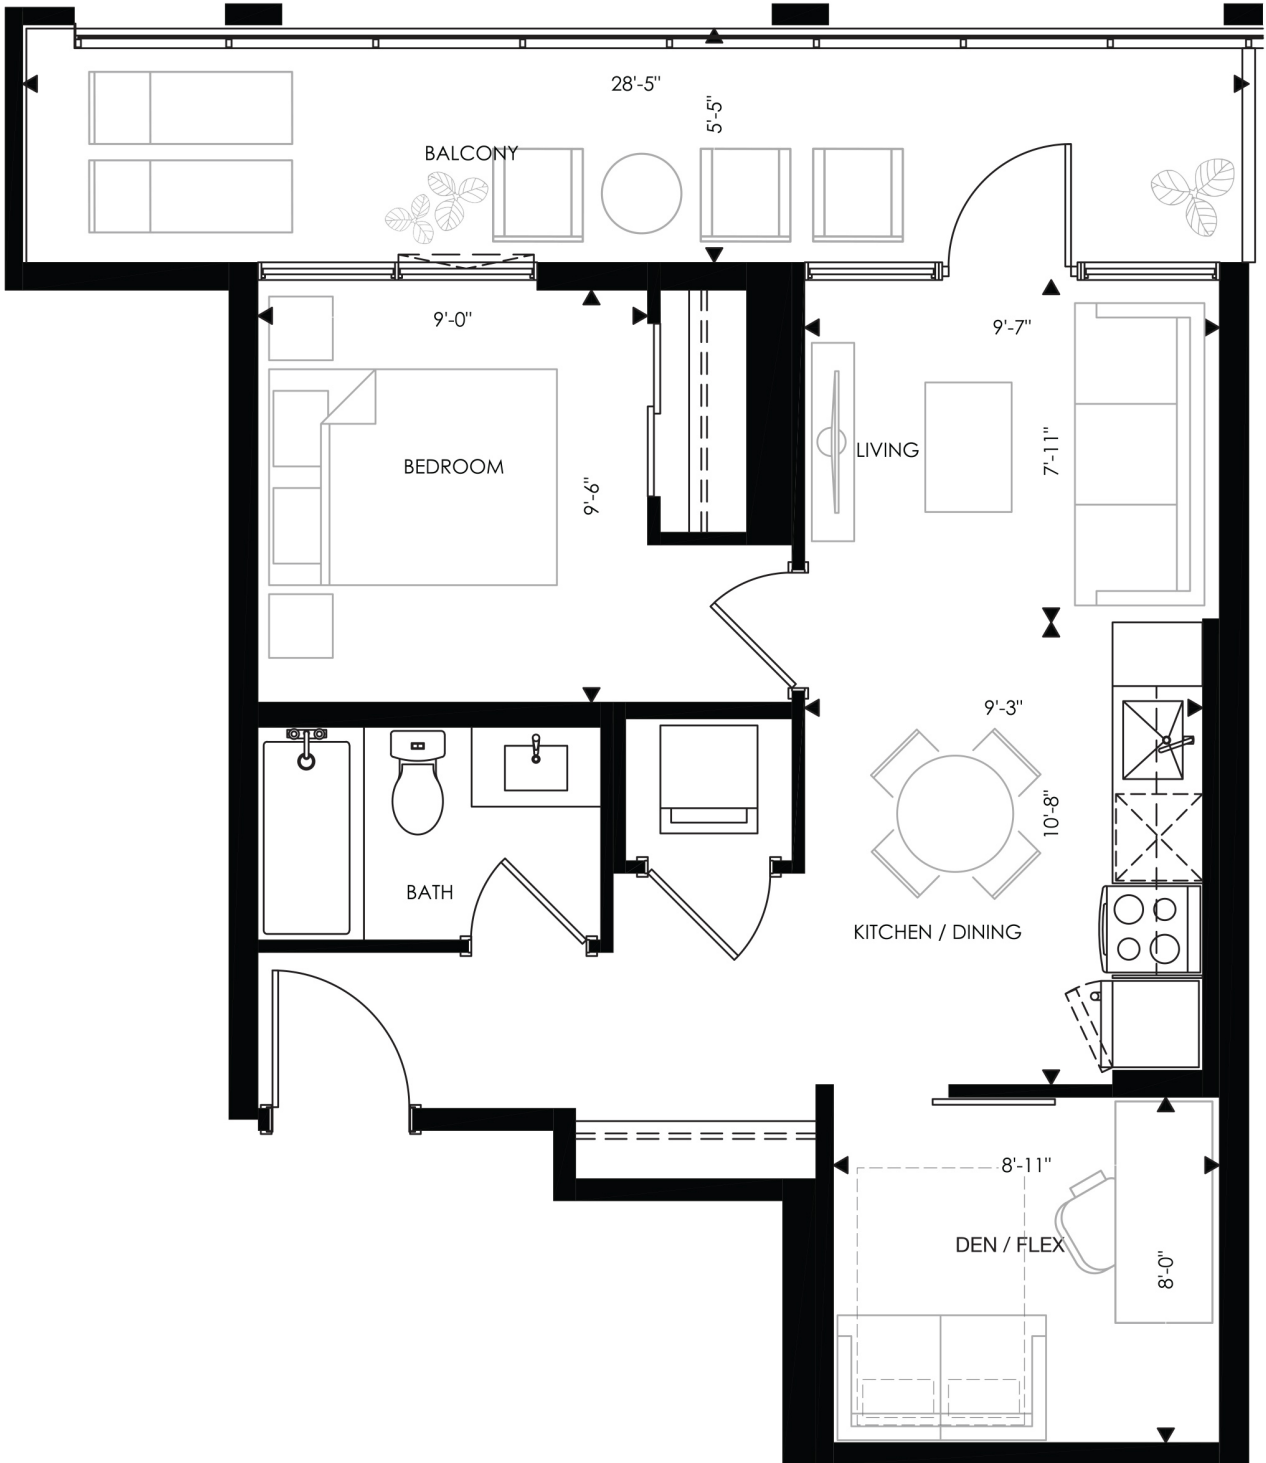 28'-5"
5'-5"
BALCONY
9'-0"
9'-7"
7'-11"
LIVING
BEDROOM
9'-6"
9'-3"
10'-8"
BATH
KITCHEN / DINING
8'-11"
DEN / FLEX
8'-0"